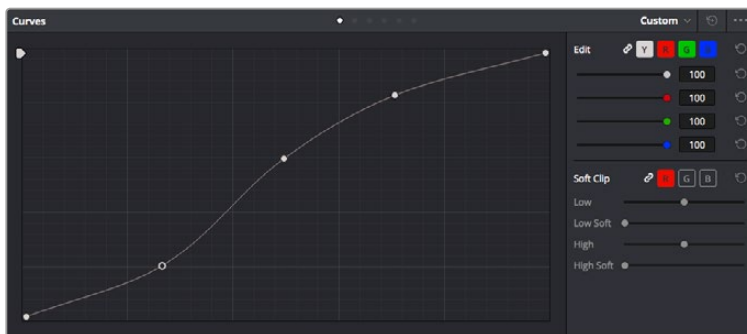 Curves
Custom
Edit
Y
R
G
100
100
100
100
Soft Clip
R
G
B
Low
Low Soft
High
High Soft